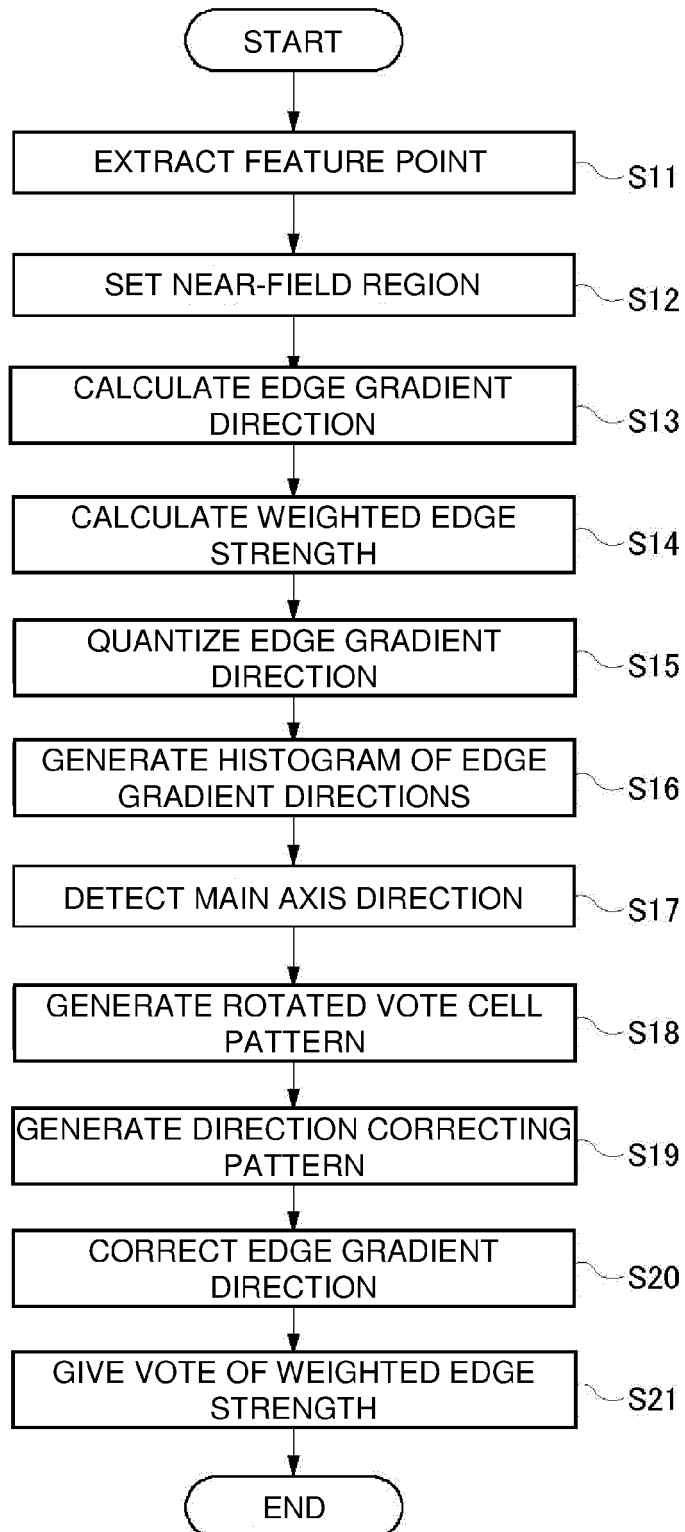 START
EXTRACT FEATURE POINT
S11
SET NEAR-FIELD REGION
S12
CALCULATE EDGE GRADIENT
DIRECTION
S13
CALCULATE WEIGHTED EDGE
STRENGTH
S14
QUANTIZE EDGE GRADIENT
DIRECTION
S15
GENERATE HISTOGRAM OF EDGE
GRADIENT DIRECTIONS
S16
DETECT MAIN AXIS DIRECTION
S17
GENERATE ROTATED VOTE CELL
PATTERN
S18
GENERATE DIRECTION CORRECTING
PATTERN
S19
CORRECT EDGE GRADIENT
DIRECTION
S20
GIVE VOTE OF WEIGHTED EDGE
STRENGTH
S21
END